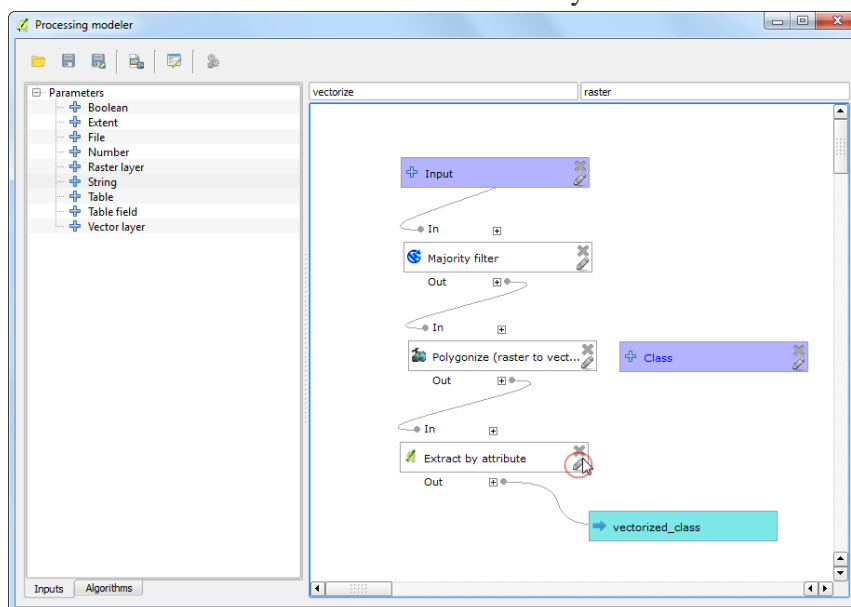 Processing modeler
Parameters
Boolean
Extent
File
Number
Raster layer
String
Table
Table field
Vector layer
Inputs
Algorithms
vectorize
raster
Input
In
Majority filter
Out
In
Polygonize (raster to vect...
Class
Out
In
Extract by attribute
Out
vectorized_class